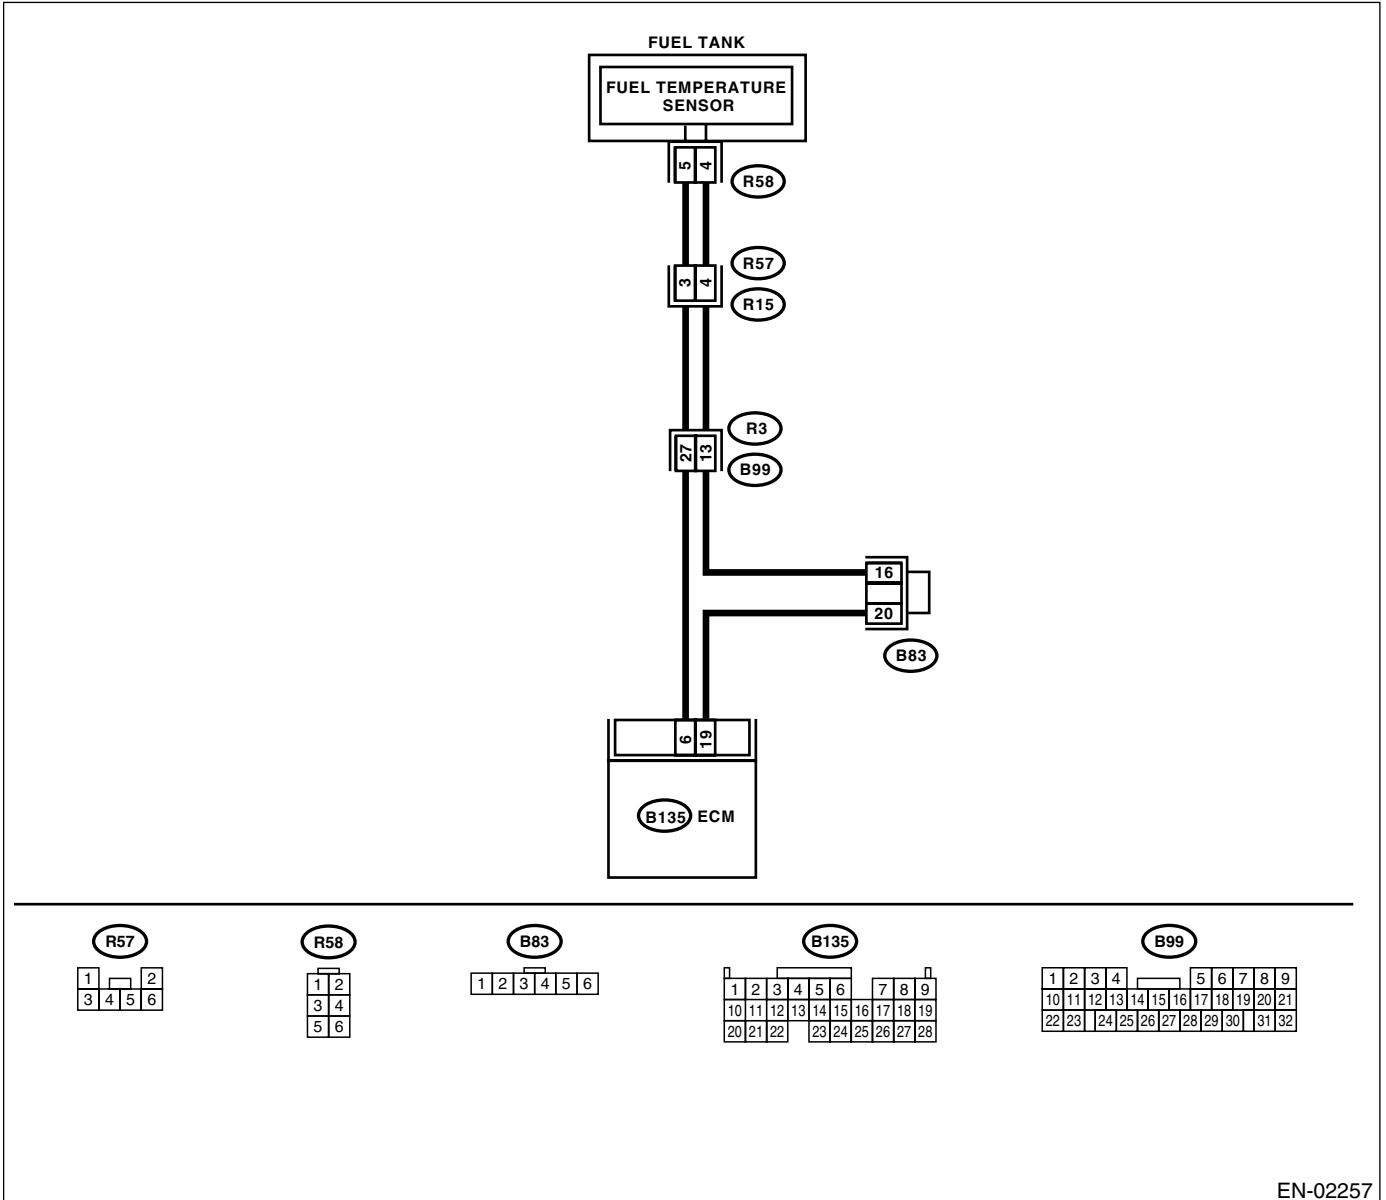 FUEL TANK
FUEL TEMPERATURE
SENSOR
5 4
R58
R57
3 4
R15
R3
27 13
B99
16
20
B83
6 19
B135 ECM
R57
R58
B83
B135
B99
1 2
3 4 5 6
1 2
3 4
5 6
1 2 3 4 5 6
1 2 3 4 5 6 7 8 9
10 11 12 13 14 15 16 17 18 19
20 21 22 23 24 25 26 27 28
1 2 3 4 5 6 7 8 9
10 11 12 13 14 15 16 17 18 19 20 21
22 23 24 25 26 27 28 29 30 31 32
EN-02257